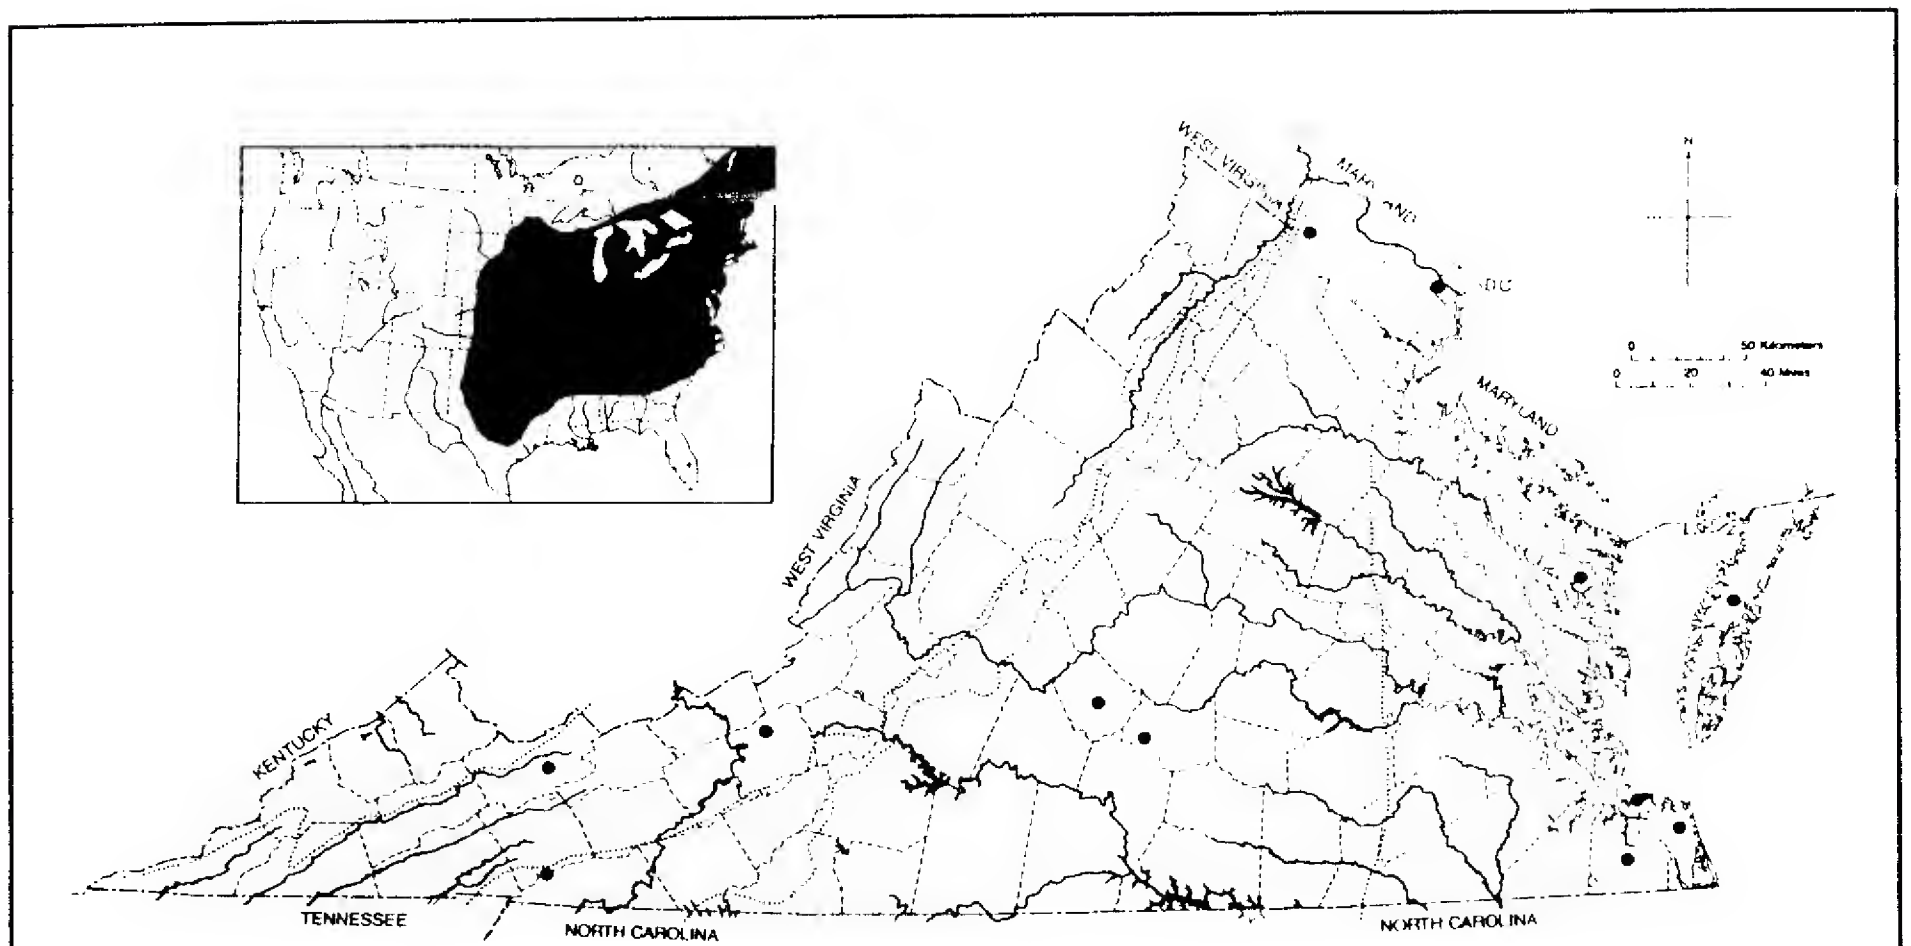 WEST VIRGINIA
MARYLAND
N
0 50 Kilometers
0 20 40 Miles
MARYLAND
WEST VIRGINIA
KENTUCKY
TENNESSEE
NORTH CAROLINA
NORTH CAROLINA